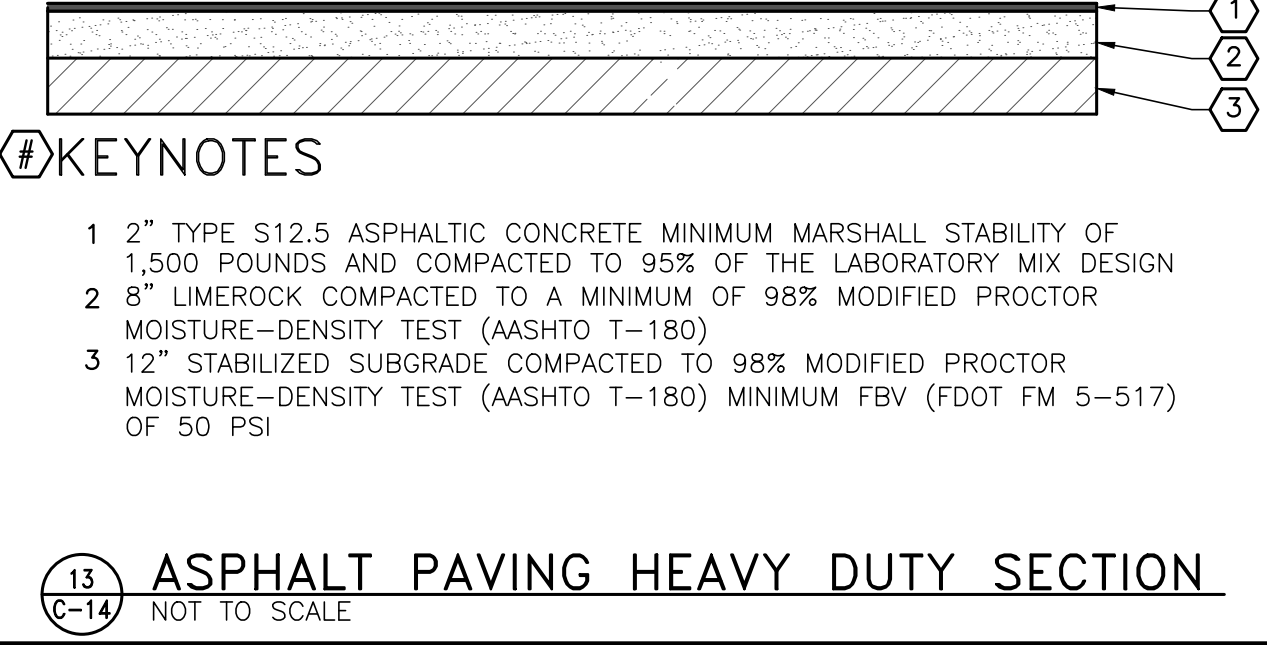 1
2
3
# KEYNOTES
1 2” TYPE S12.5 ASPHALTIC CONCRETE MINIMUM MARSHALL STABILITY OF
1,500 POUNDS AND COMPACTED TO 95% OF THE LABORATORY MIX DESIGN
2 8” LIMEROCK COMPACTED TO A MINIMUM OF 98% MODIFIED PROCTOR
MOISTURE–DENSITY TEST (AASHTO T–180)
3 12” STABILIZED SUBGRADE COMPACTED TO 98% MODIFIED PROCTOR
MOISTURE–DENSITY TEST (AASHTO T–180) MINIMUM FBV (FDOT FM 5–517)
OF 50 PSI
13 ASPHALT PAVING HEAVY DUTY SECTION
C–14 NOT TO SCALE